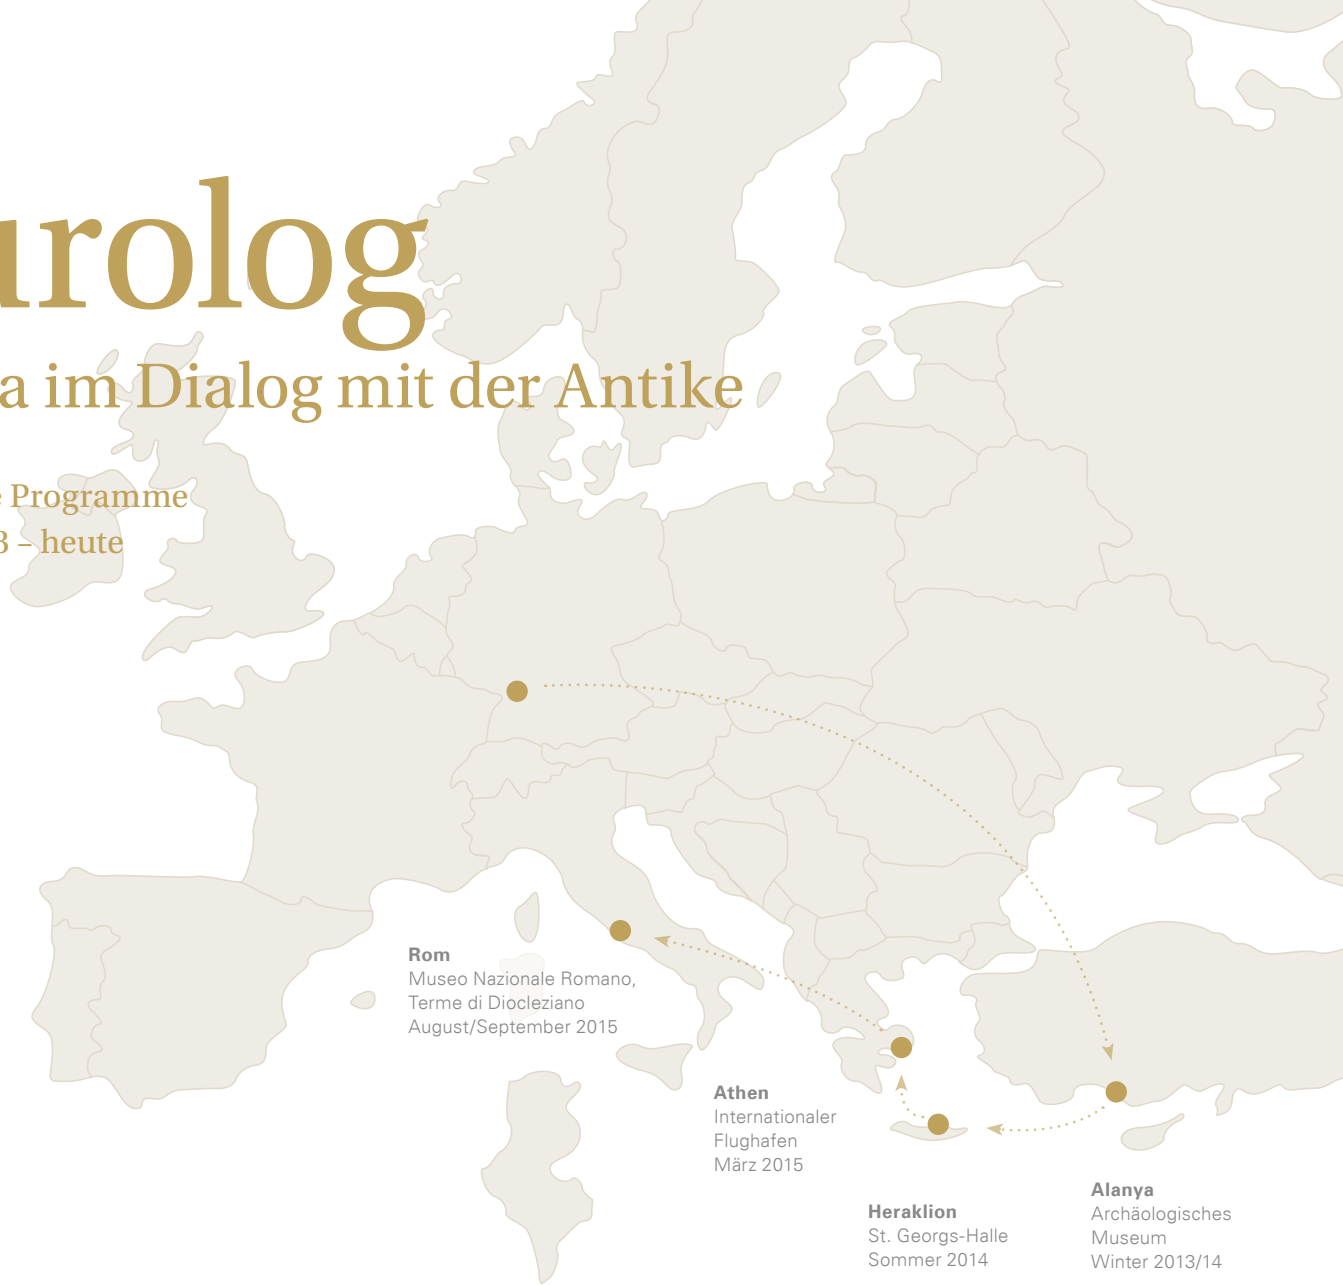 urolog
a im Dialog mit der Antike
e Programme
3 – heute
Rom
Museo Nazionale Romano,
Terme di Diocleziano
August/September 2015
Athen
Internationaler
Flughafen
März 2015
Heraklion
St. Georgs-Halle
Sommer 2014
Alanya
Archäologisches
Museum
Winter 2013/14